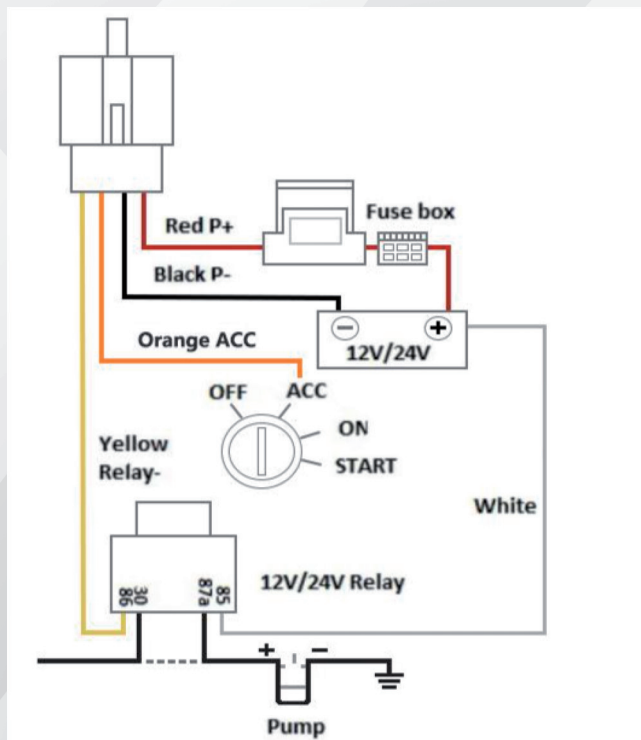 Fuse box
Red P+
Black P-
− +
12V/24V
Orange ACC
OFF ACC
ON
START
Yellow
Relay-
White
86 30 87a 85
12V/24V Relay
+ −
Pump